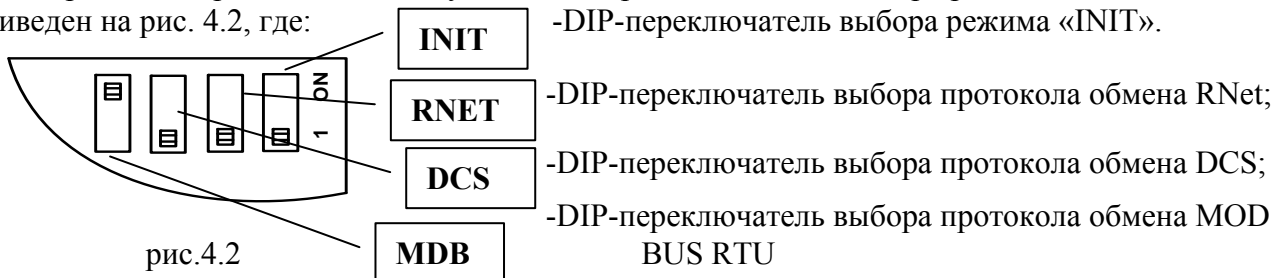 иведен на рис. 4.2, где:
INIT
-DIP-переключатель выбора режима «INIT».
ON
1
RNET
-DIP-переключатель выбора протокола обмена RNet;
DCS
-DIP-переключатель выбора протокола обмена DCS;
-DIP-переключатель выбора протокола обмена MOD
рис.4.2
MDB
BUS RTU